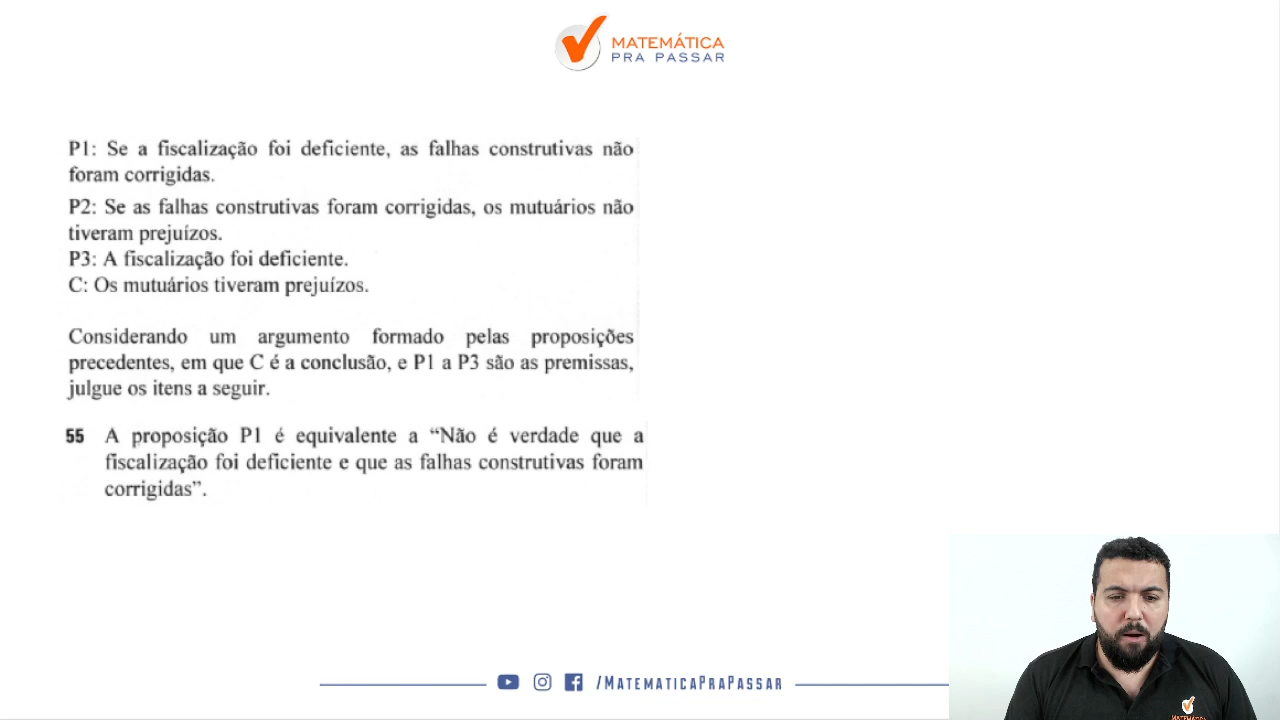 MATEMÁTICA
PRA PASSAR
P1: Se a fiscalização foi deficiente, as falhas construtivas não
foram corrigidas.
P2: Se as falhas construtivas foram corrigidas, os mutuários não
tiveram prejuízos.
P3: A fiscalização foi deficiente.
C: Os mutuários tiveram prejuízos.
Considerando um argumento formado pelas proposições
precedentes, em que C é a conclusão, e P1 a P3 são as premissas,
julgue os itens a seguir.
55 A proposição P1 é equivalente a “Não é verdade que a
fiscalização foi deficiente e que as falhas construtivas foram
corrigidas”.
/MATEMATICAPRAPASSAR
MATEMÁTICA